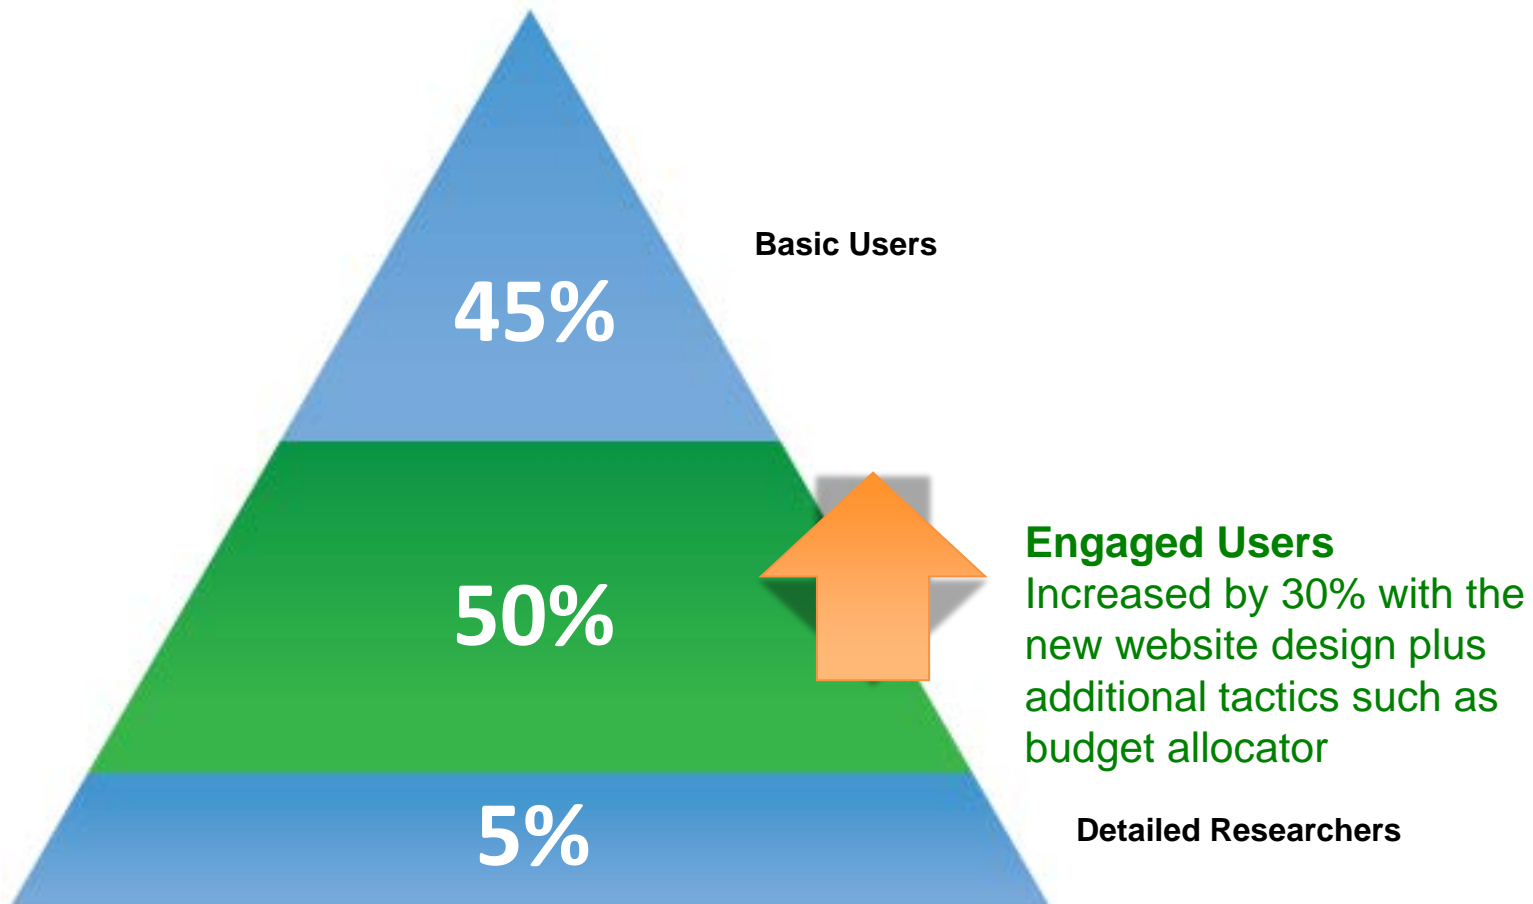 Basic Users
45%
50%
Engaged Users
Increased by 30% with the
new website design plus
additional tactics such as
budget allocator
5%
Detailed Researchers